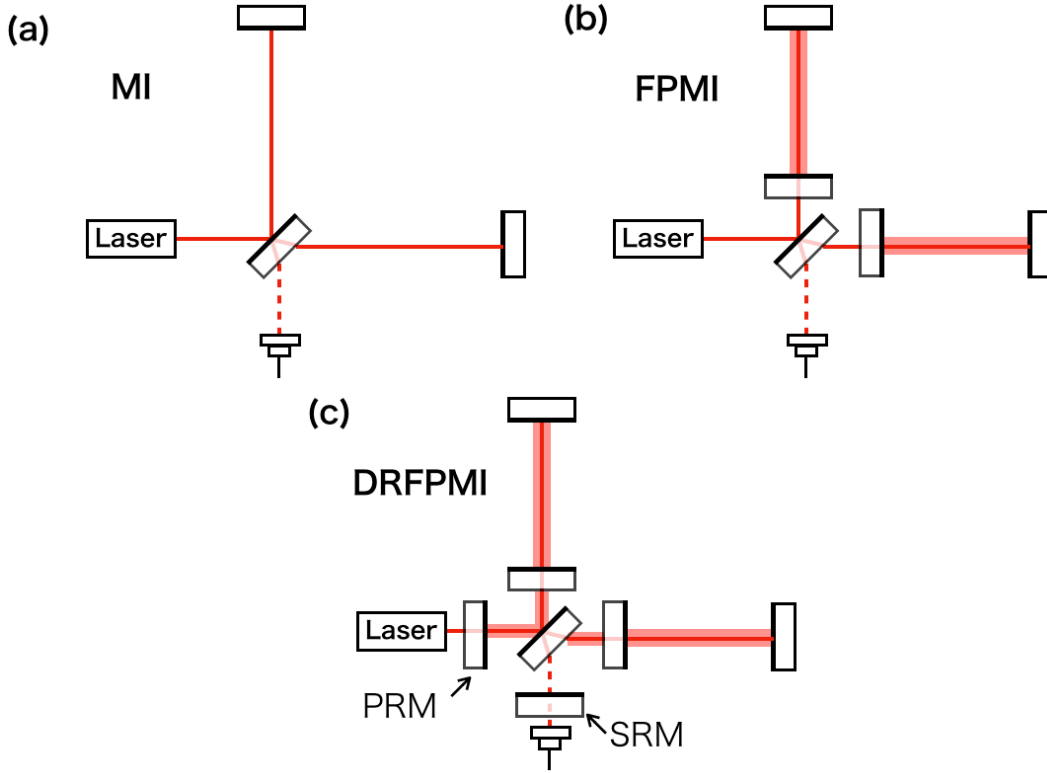 (a)
MI
Laser
(b)
FPMI
Laser
(c)
DRFPMI
Laser
PRM
SRM